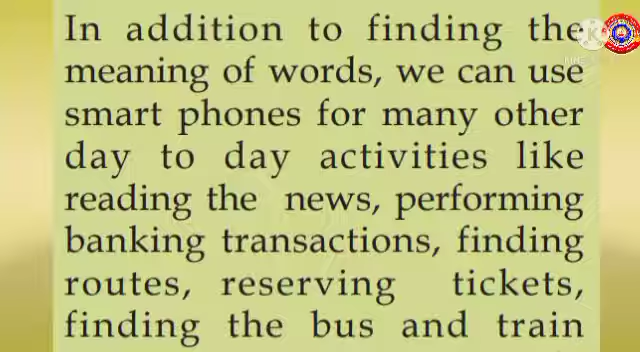 In addition to finding the
meaning of words, we can use
smart phones for many other
day to day activities like
reading the news, performing
banking transactions, finding
routes, reserving tickets,
finding the bus and train